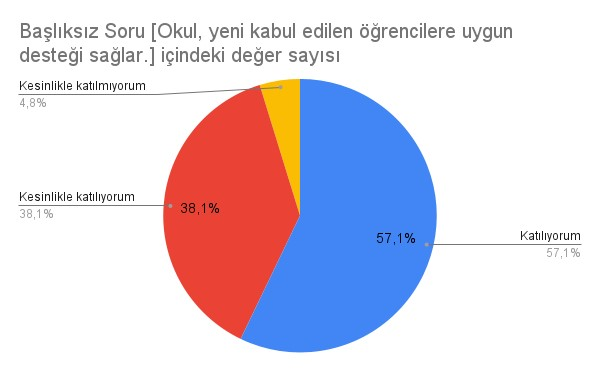 Başlıksız Soru [Okul, yeni kabul edilen öğrencilere uygun
desteği sağlar.] içindeki değer sayısı
Kesinlikle katılmıyorum
4,8%
Kesinlikle katılıyorum
38,1%
38,1%
57,1%
Katılıyorum
57,1%